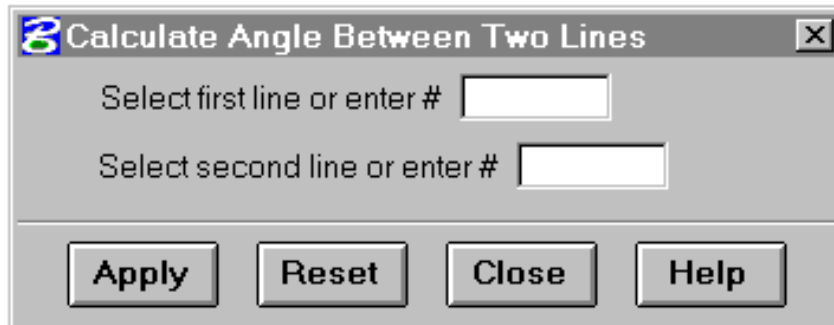 Calculate Angle Between Two Lines
Select first line or enter #
Select second line or enter #
Apply Reset Close Help